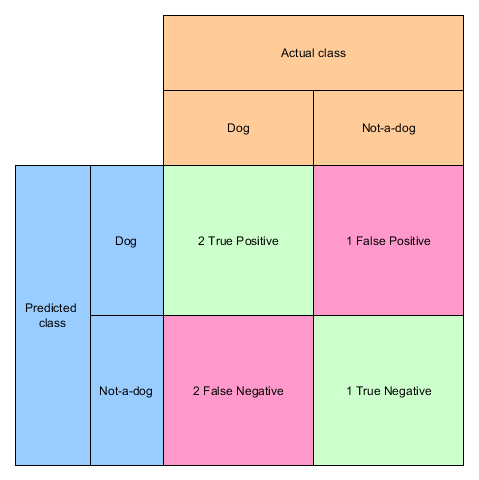 Actual class
Dog
Not-a-dog
Predicted
class
Dog
2 True Positive
1 False Positive
Not-a-dog
2 False Negative
1 True Negative